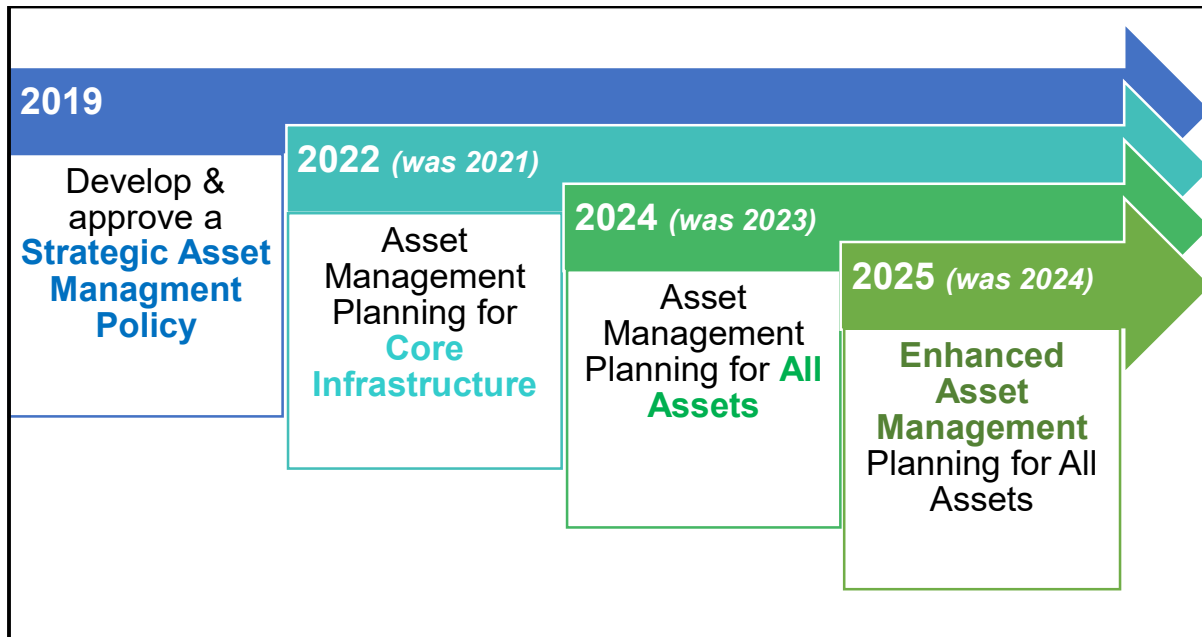 2019
Develop &
approve a
Strategic Asset
Managment
Policy
2022 (was 2021)
Asset
Management
Planning for
Core
Infrastructure
2024 (was 2023)
Asset
Management
Planning for All
Assets
2025 (was 2024)
Enhanced
Asset
Management
Planning for All
Assets